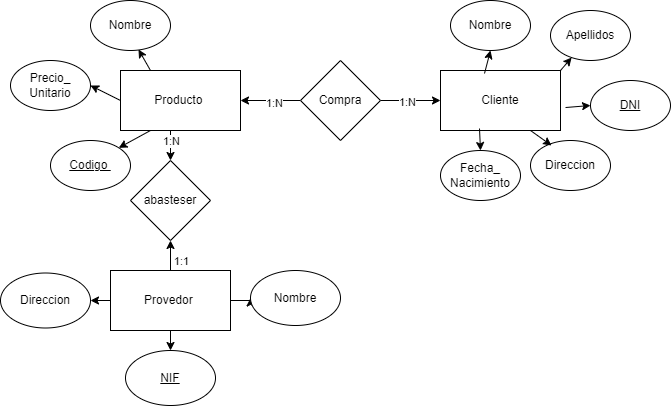 Nombre
Nombre
Apellidos
Precio_
Unitario
Producto
1:N
Compra
1:N
Cliente
DNI
1:N
Codigo_
Fecha_
Nacimiento
Direccion
abasteser
1:1
Direccion
Provedor
Nombre
NIF